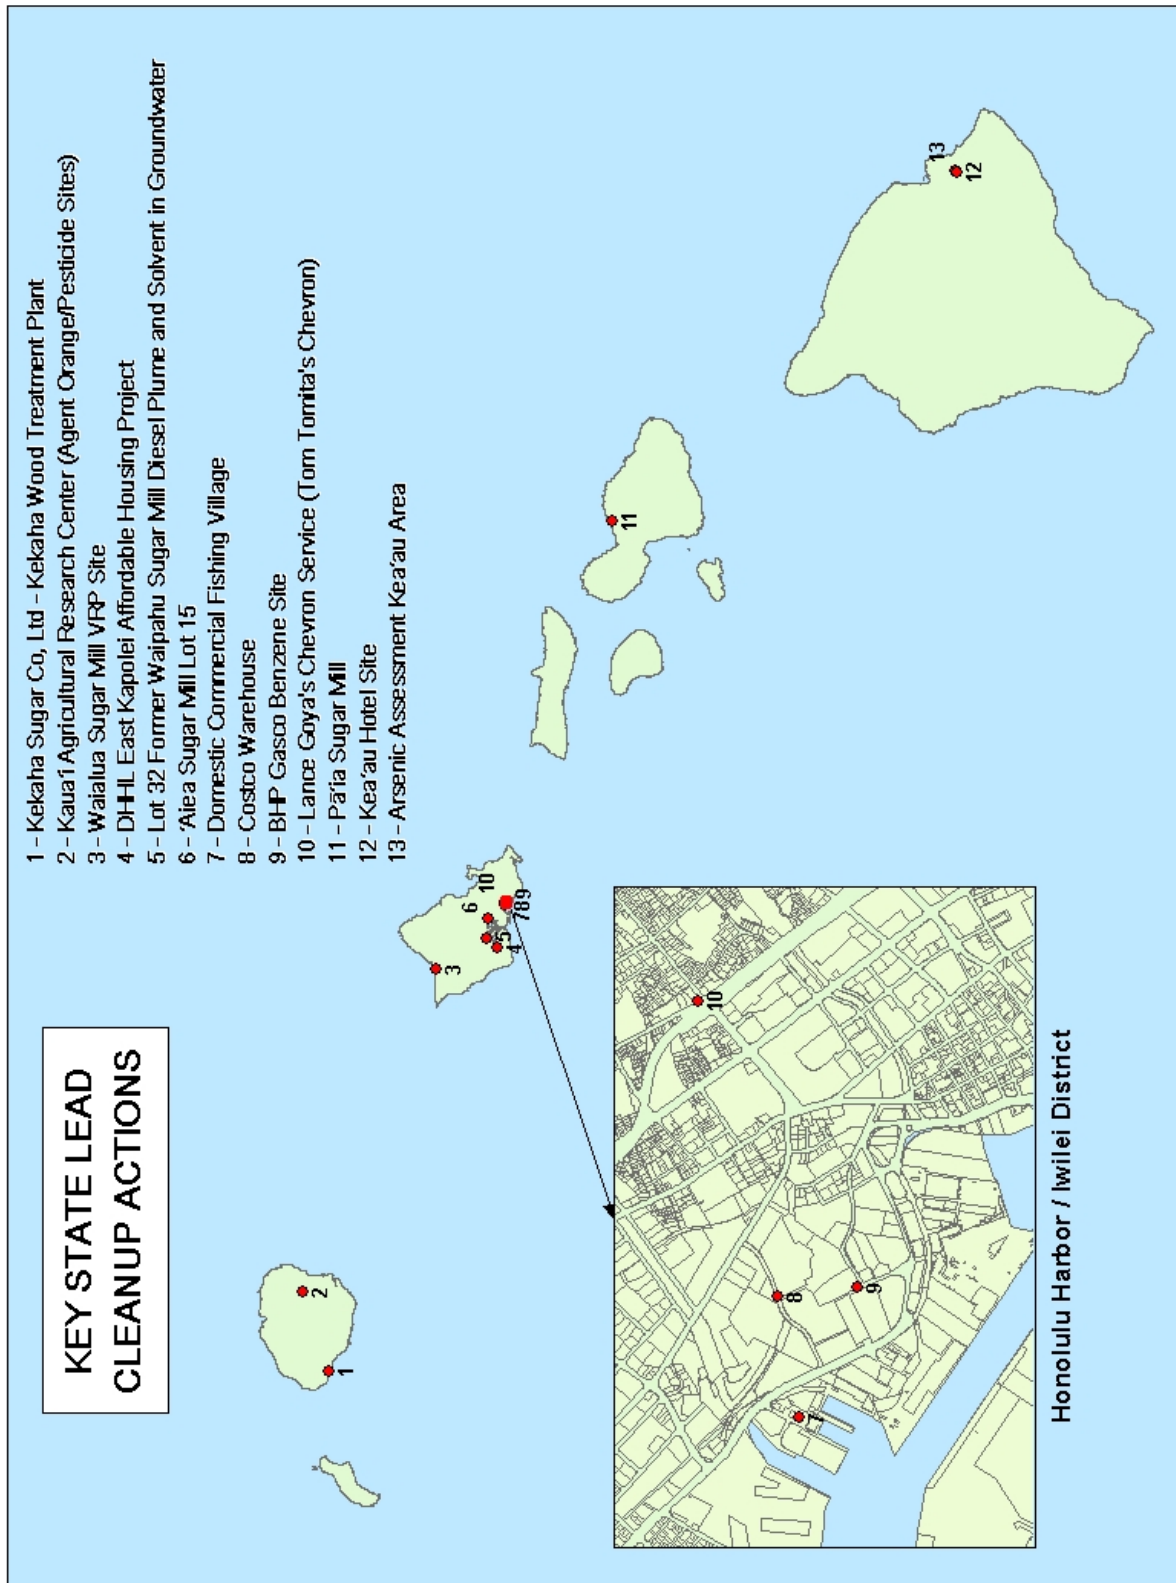 KEY STATE LEAD
CLEANUP ACTIONS
1 - Kekaha Sugar Co, Ltd - Kekaha Wood Treatment Plant
2 - Kaua'i Agricultural Research Center (Agent Orange/Pesticide Sites)
3 - Waialua Sugar Mill VRP Site
4 - DHHL East Kapolei Affordable Housing Project
5 - Lot 32 Former Waipahu Sugar Mill Diesel Plume and Solvent in Groundwater
6 - 'Aiea Sugar Mill Lot 15
7 - Domestic Commercial Fishing Village
8 - Costco Warehouse
9 - BHP Gasco Benzene Site
10 - Lance Goya's Chevron Service (Tom Tomita's Chevron)
11 - Pā'ia Sugar Mill
12 - Kea'au Hotel Site
13 - Arsenic Assessment Kea'au Area
1
2
3
4
5
6
10
789
11
13
12
10
8
9
7
Honolulu Harbor / Iwilei District